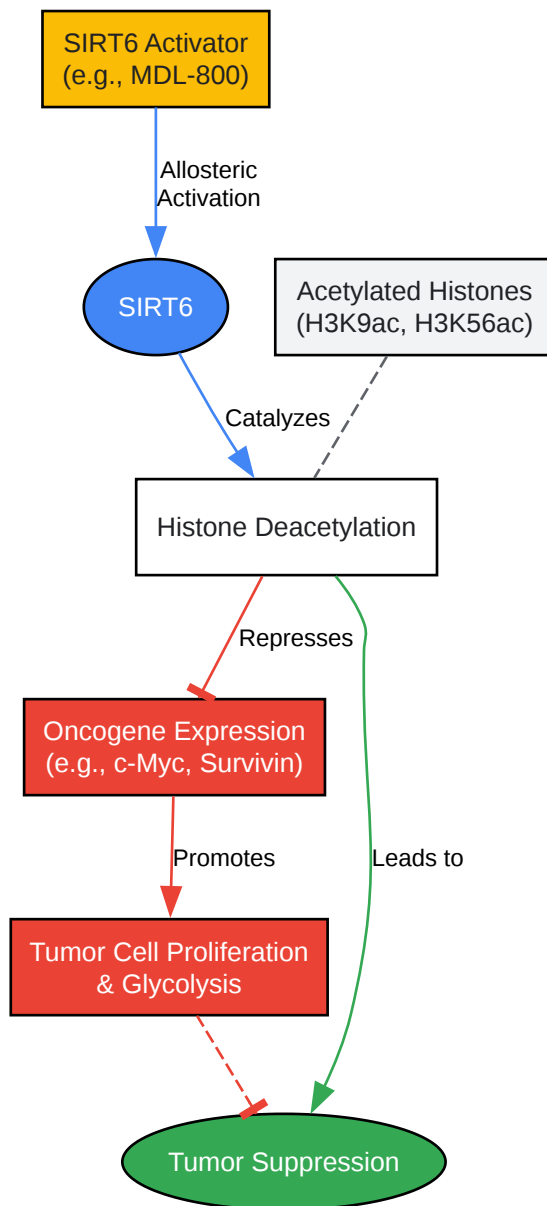 SIRT6 Activator
(e.g., MDL-800)
Allosteric
Activation
SIRT6
Acetylated Histones
(H3K9ac, H3K56ac)
Catalyzes
Histone Deacetylation
Represses
Oncogene Expression
(e.g., c-Myc, Survivin)
Promotes
Leads to
Tumor Cell Proliferation
& Glycolysis
Tumor Suppression